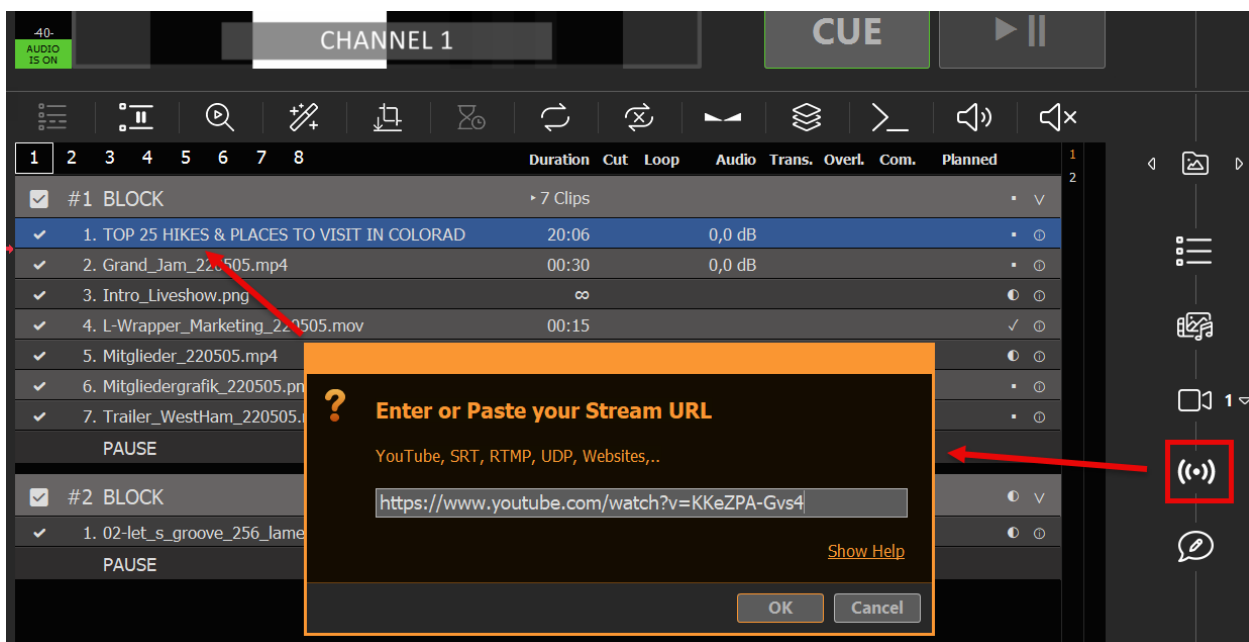 -40-
AUDIO
IS ON
CHANNEL 1
CUE
1 2 3 4 5 6 7 8 Duration Cut Loop Audio Trans. Overl. Com. Planned
1
2
#1 BLOCK 7 Clips
1. TOP 25 HIKES & PLACES TO VISIT IN COLORAD 20:06 0,0 dB
2. Grand_Jam_220505.mp4 00:30 0,0 dB
3. Intro_Liveshow.png ∞
4. L-Wrapper_Marketing_220505.mov 00:15
5. Mitglieder_220505.mp4
6. Mitgliedergrafik_220505.pn
7. Trailer_WestHam_220505.
PAUSE
#2 BLOCK
1. 02-let_s_groove_256_lame
PAUSE
?
Enter or Paste your Stream URL
YouTube, SRT, RTMP, UDP, Websites,..
https://www.youtube.com/watch?v=KKeZPA-Gvs4
Show Help
OK Cancel
1